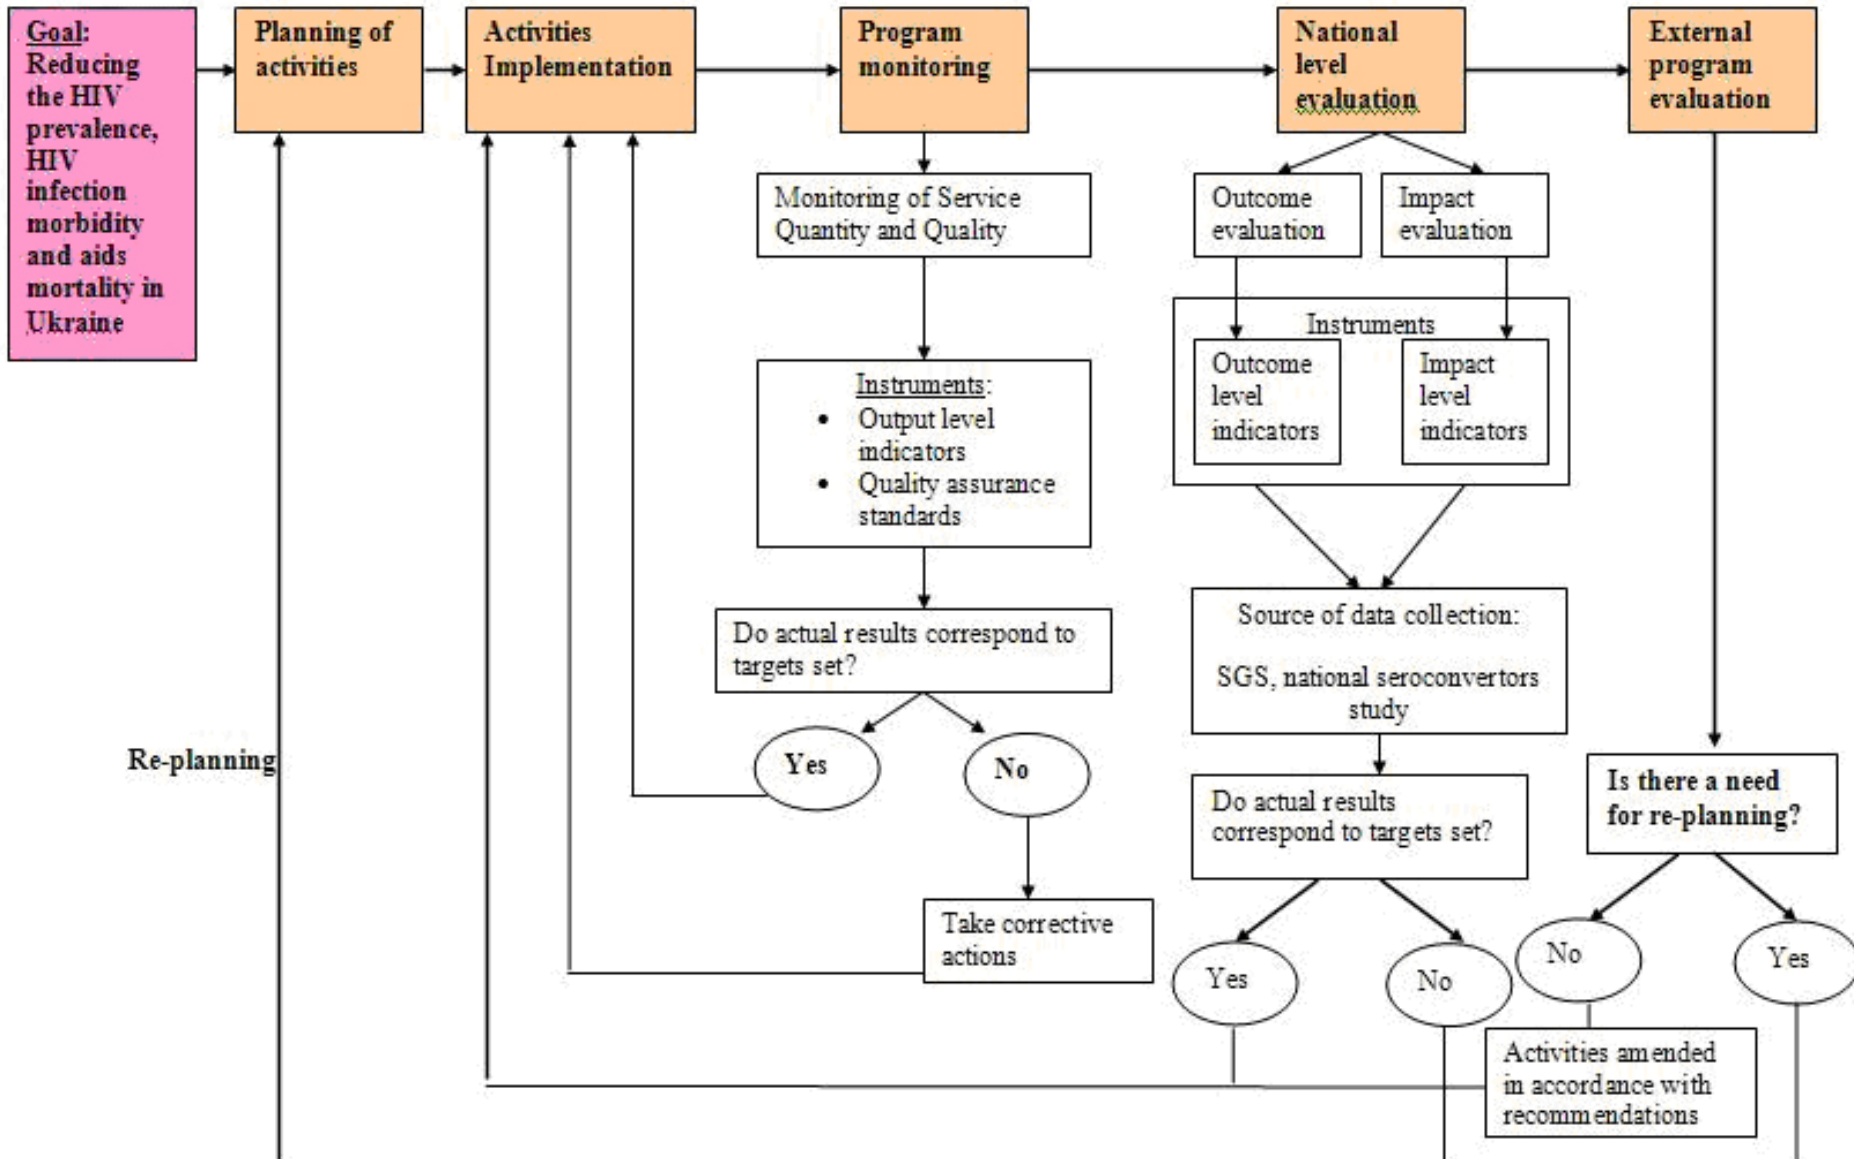 Goal:
Reducing
the HIV
prevalence,
HIV
infection
morbidity
and aids
mortality in
Ukraine
Planning of
activities
Activities
Implementation
Program
monitoring
National
level
evaluation
External
program
evaluation
Monitoring of Service
Quantity and Quality
Outcome
evaluation
Impact
evaluation
Instruments:
• Output level
indicators
• Quality assurance
standards
Instruments
Outcome
level
indicators
Impact
level
indicators
Do actual results correspond to
targets set?
Source of data collection:
SGS, national seroconvertors
study
Re-planning
Yes
No
Do actual results
correspond to targets set?
Is there a need
for re-planning?
Take corrective
actions
Yes
No
No
Yes
Activities amended
in accordance with
recommendations